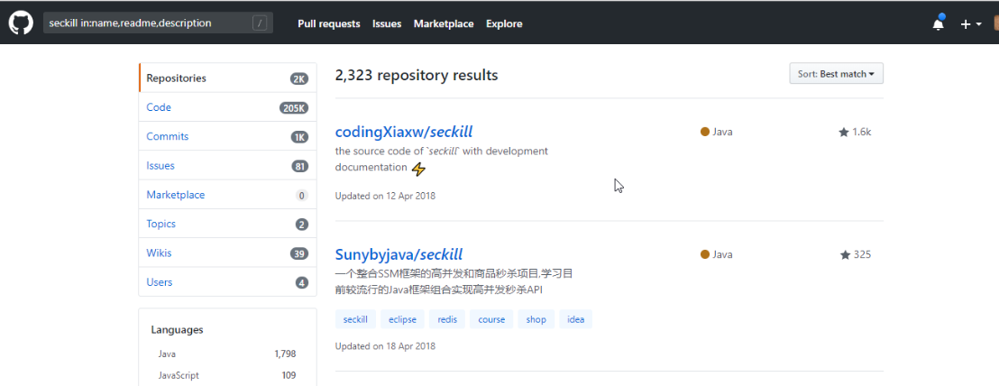 seckill in:name,readme,description /
Pull requests Issues Marketplace Explore
Repositories 2K
Code 205K
Commits 1K
Issues 81
Marketplace 0
Topics 2
Wikis 39
Users 4
Languages
Java 1,798
JavaScript 109
2,323 repository results
Sort: Best match
codingXiaxw/seckill
Java
1.6k
the source code of `seckill` with development
documentation ⚡
Updated on 12 Apr 2018
Sunybyjava/seckill
Java
325
一个整合SSM框架的高并发和商品秒杀项目,学习目
前较流行的Java框架组合实现高并发秒杀API
seckill eclipse redis course shop idea
Updated on 18 Apr 2018